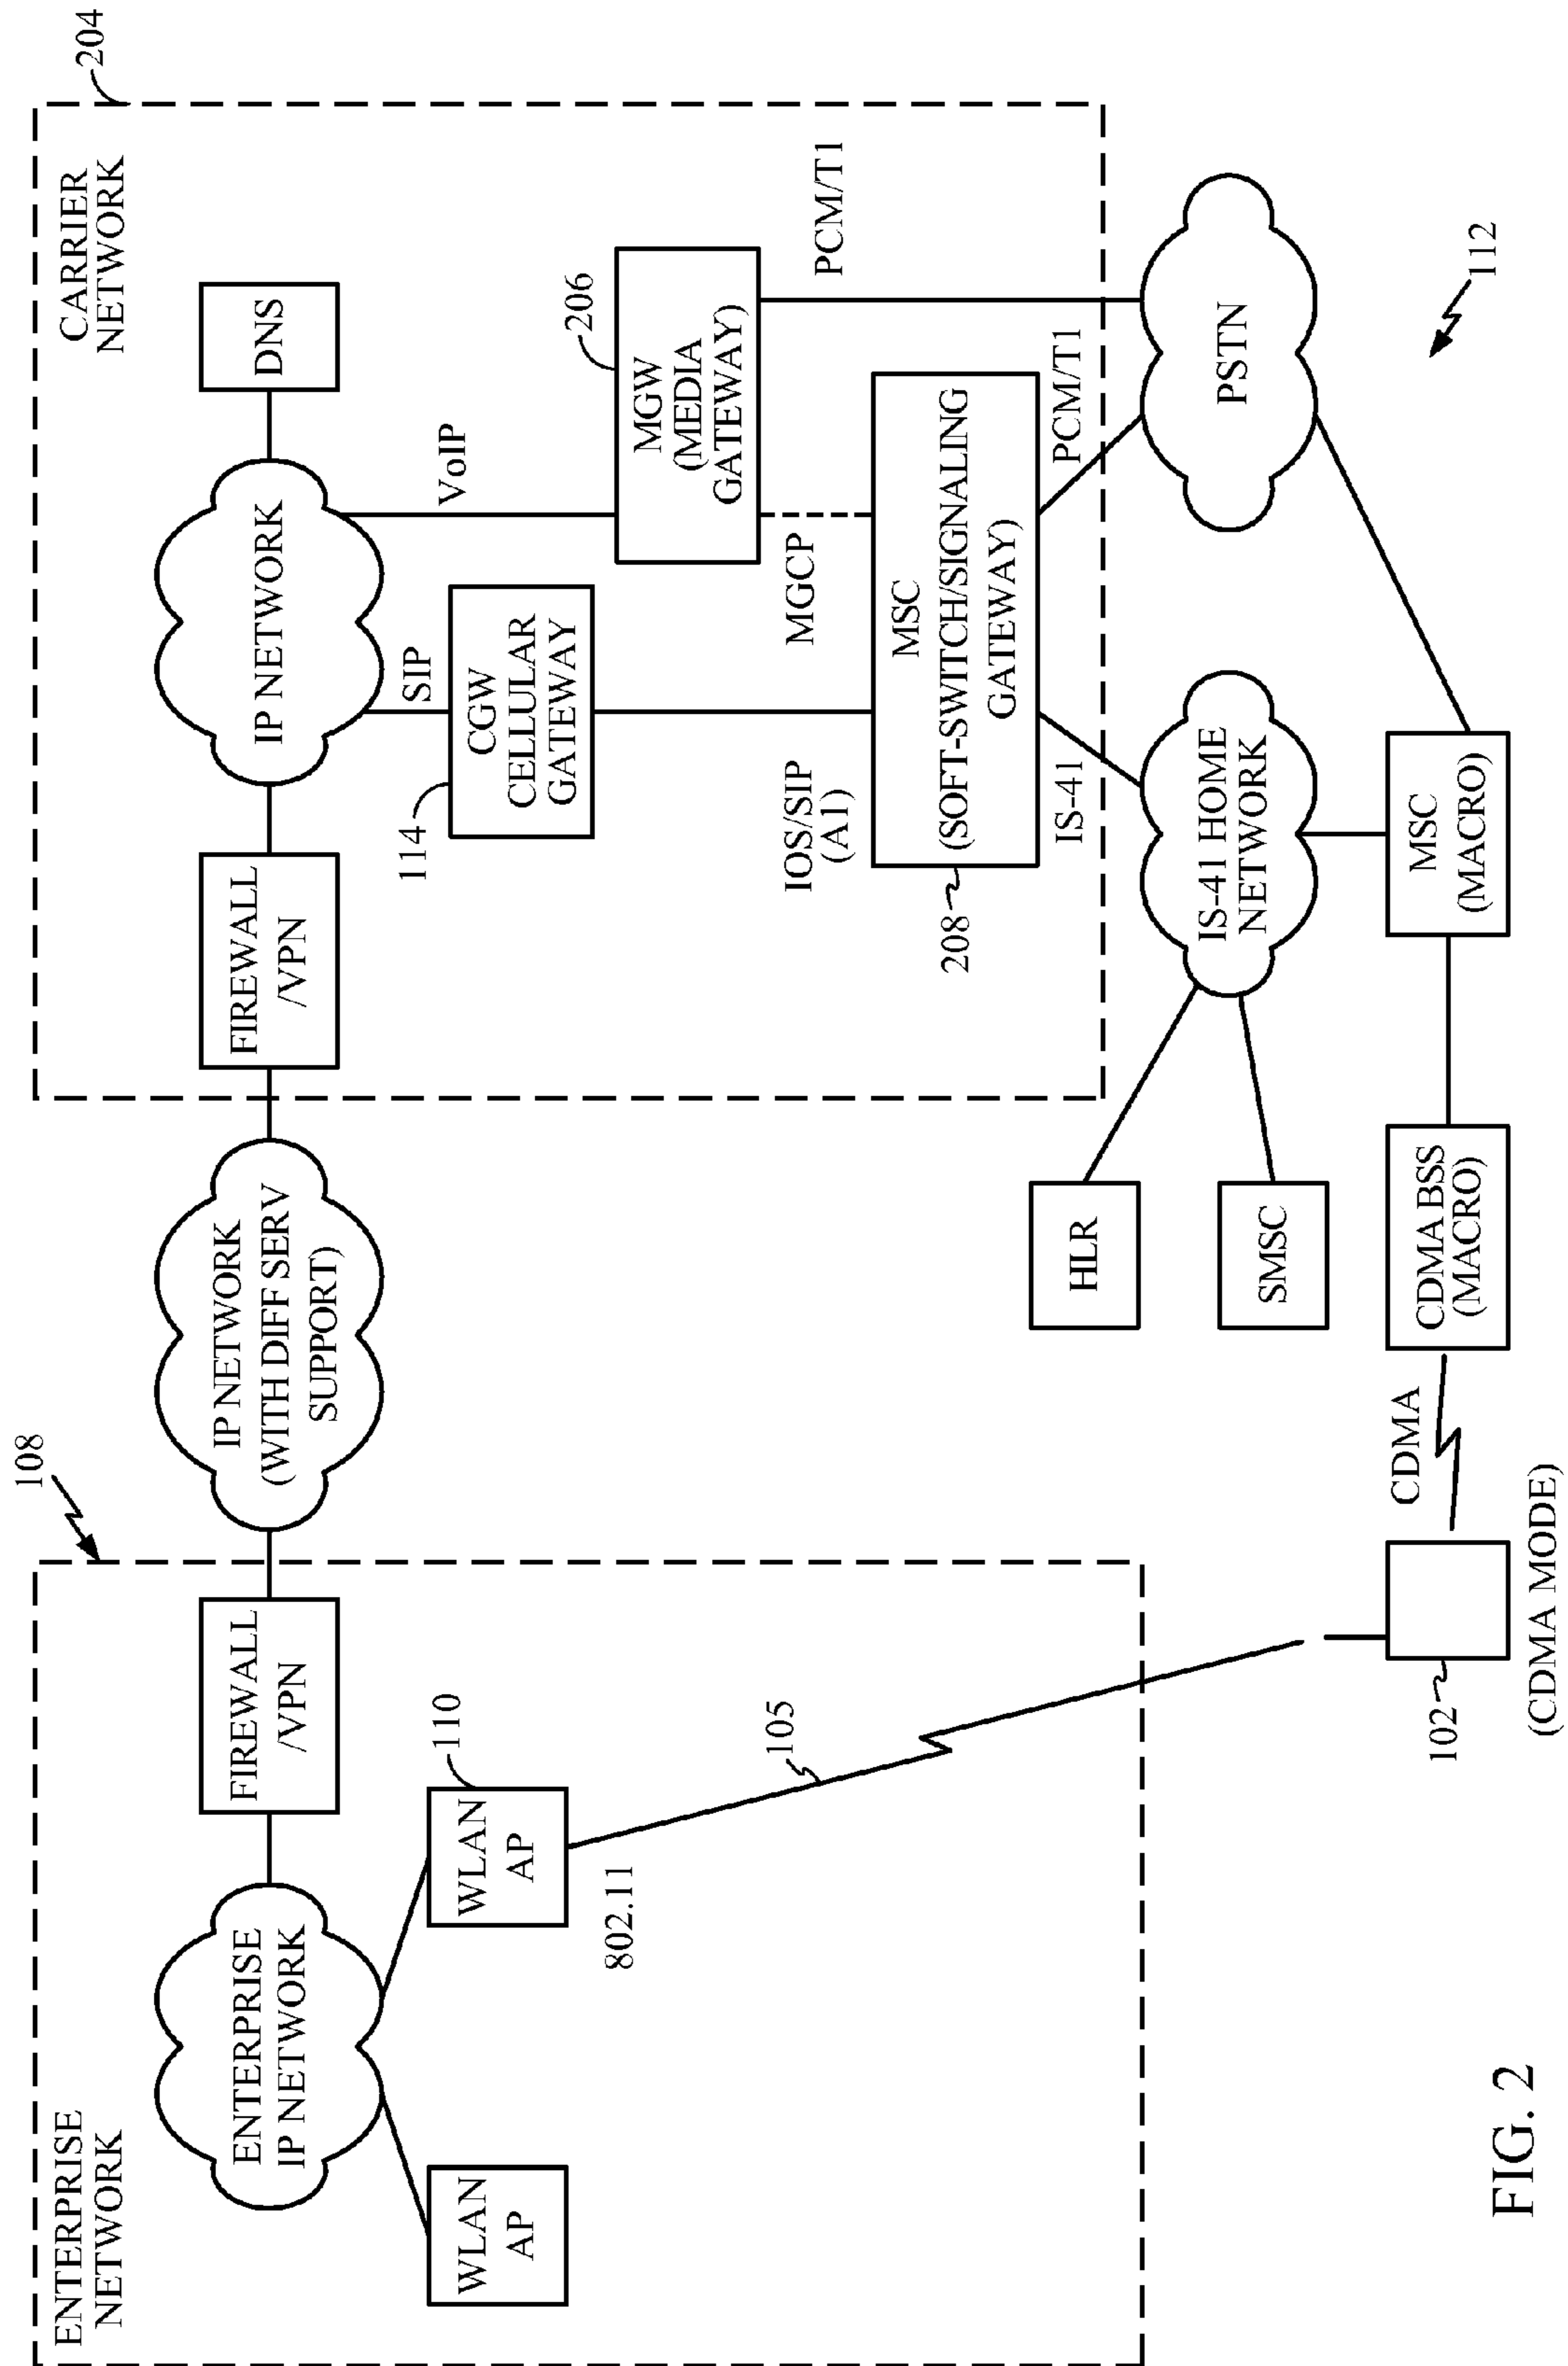 ENTERPRISE
NETWORK
108
CARRIER
NETWORK
204
ENTERPRISE
IP NETWORK
FIREWALL
/VPN
IP NETWORK
(WITH DIFF SERV
SUPPORT)
FIREWALL
/VPN
IP NETWORK
DNS
WLAN
AP
WLAN
AP
110
802.11
105
SIP
VoIP
114
CGW
CELLULAR
GATEWAY
206
MGW
(MEDIA
GATEWAY)
IOS/SIP
(A1)
MGCP
PCM/T1
208
MSC
(SOFT-SWITCH/SIGNALING
GATEWAY)
IS-41
PCM/T1
HLR
SMSC
IS-41 HOME
NETWORK
PSTN
112
102
(CDMA MODE)
CDMA
CDMA BSS
(MACRO)
MSC
(MACRO)
FIG. 2